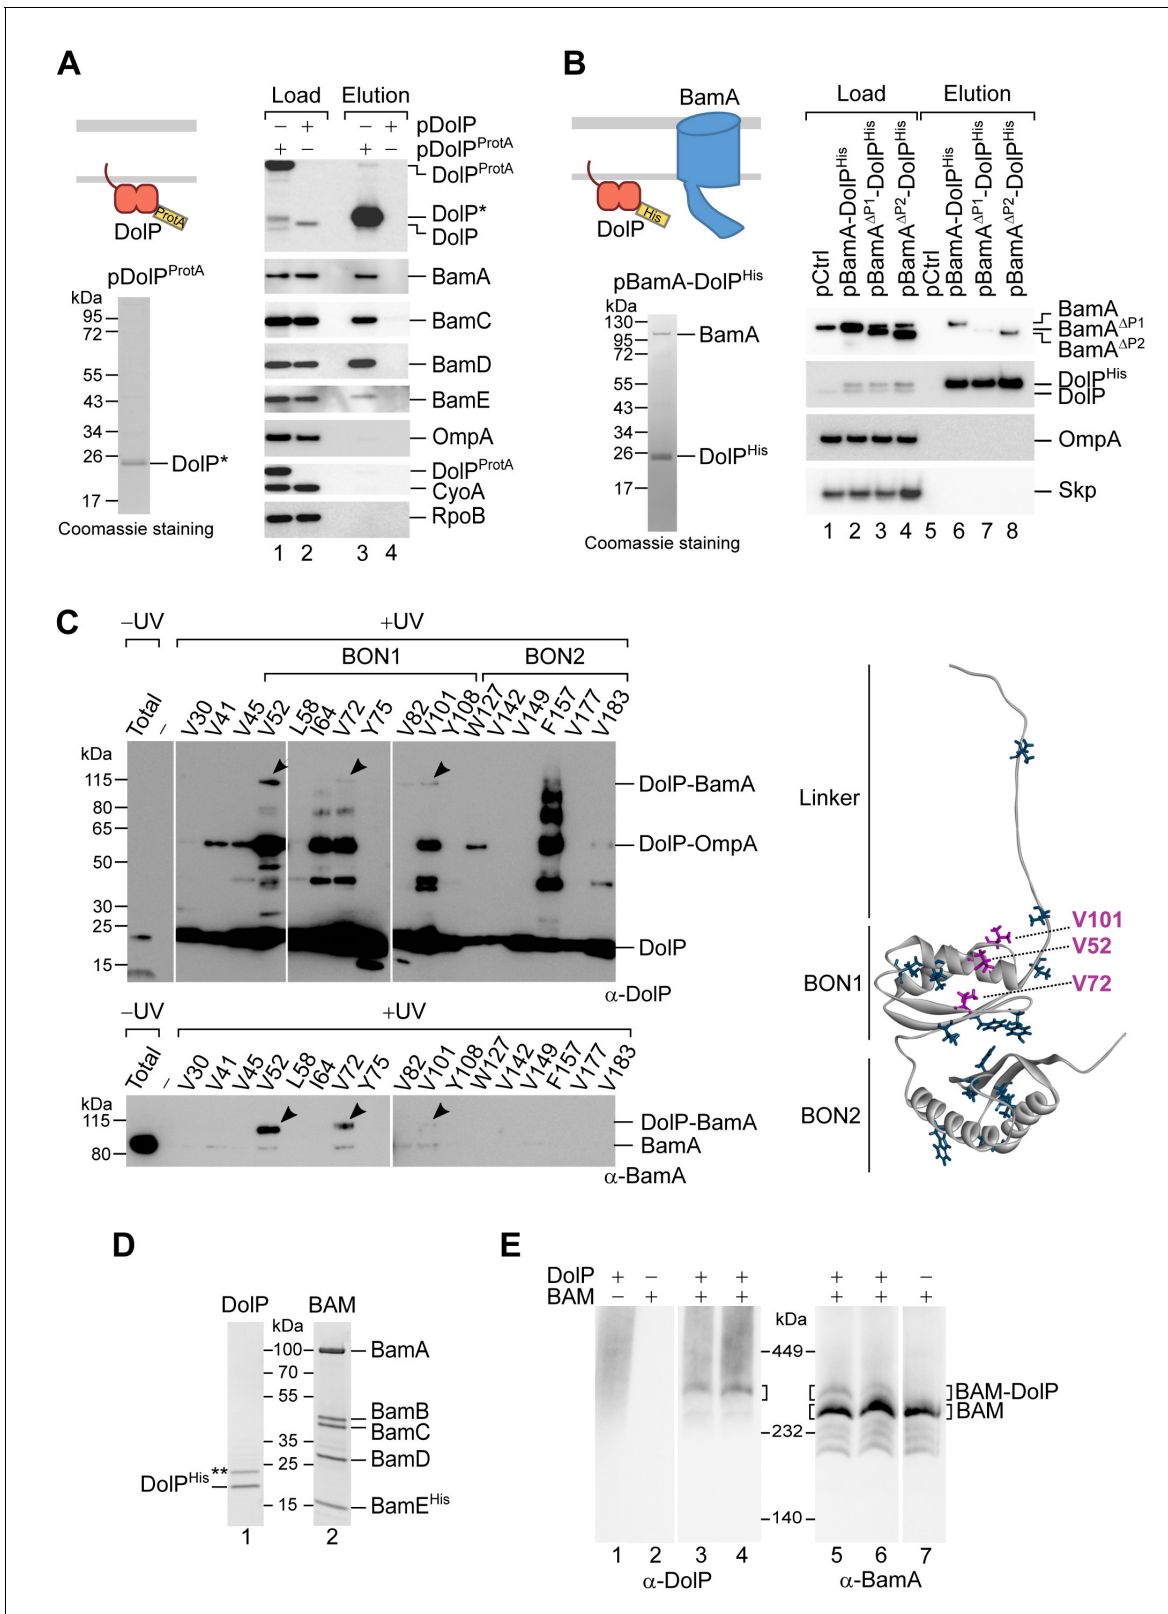 A
Load Elution
− + − + pDolP
+ − + − pDolP^ProtA
DolP^ProtA
DolP*
DolP
BamA
BamC
BamD
BamE
OmpA
DolP^ProtA
CyoA
RpoB
1 2 3 4
ProtA
DolP
pDolP^ProtA
kDa
95
72
55
43
34
26
17
DolP*
Coomassie staining
B
BamA
His
DolP
pBamA-DolP^His
kDa
130
95
72
55
43
34
26
17
BamA
DolP^His
Coomassie staining
Load Elution
pCtrl
pBamA-DolP^His
pBamA^ΔP1-DolP^His
pBamA^ΔP2-DolP^His
pCtrl
pBamA-DolP^His
pBamA^ΔP1-DolP^His
pBamA^ΔP2-DolP^His
BamA
BamA^ΔP1
BamA^ΔP2
DolP^His
DolP
OmpA
Skp
1 2 3 4 5 6 7 8
C
−UV +UV
BON1 BON2
Total − V30 V41 V45 V52 L58 I64 V72 Y75 V82 V101 Y108 W127 V142 V149 F157 V177 V183
kDa
115
80
65
50
30
25
15
DolP-BamA
DolP-OmpA
DolP
α-DolP
−UV +UV
Total − V30 V41 V45 V52 L58 I64 V72 Y75 V82 V101 Y108 W127 V142 V149 F157 V177 V183
kDa
115
80
DolP-BamA
BamA
α-BamA
Linker
BON1
BON2
V101
V52
V72
D
DolP BAM
kDa
100
70
55
35
25
15
DolP^His
**
BamA
BamB
BamC
BamD
BamE^His
1 2
E
DolP + − + + + + −
BAM − + + + + + +
kDa
449
232
140
BAM-DolP
BAM
1 2 3 4 5 6 7
α-DolP α-BamA